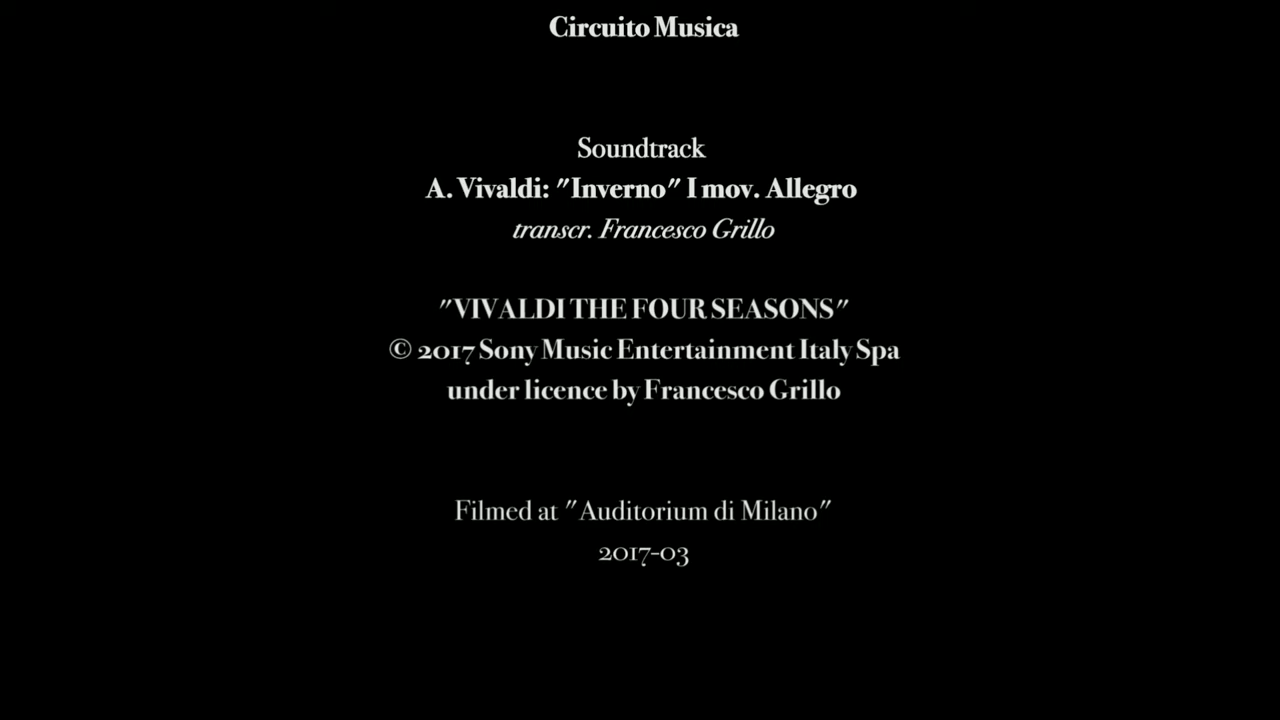 Circuito Musica
Soundtrack
A. Vivaldi: "Inverno" I mov. Allegro
transcr. Francesco Grillo
"VIVALDI THE FOUR SEASONS"
© 2017 Sony Music Entertainment Italy Spa
under licence by Francesco Grillo
Filmed at "Auditorium di Milano"
2017-03